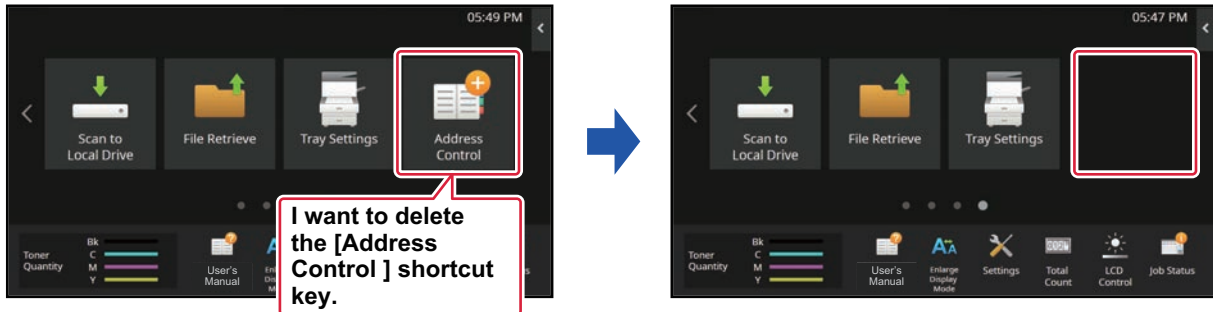 05:49 PM
Scan to
Local Drive
File Retrieve
Tray Settings
Address
Control
I want to delete
the [Address
Control ] shortcut
key.
Toner
Quantity
Bk
C
M
Y
User's
Manual
05:47 PM
Scan to
Local Drive
File Retrieve
Tray Settings
Toner
Quantity
Bk
C
M
Y
User's
Manual
Enlarge
Display
Mode
Settings
Total
Count
LCD
Control
Job Status